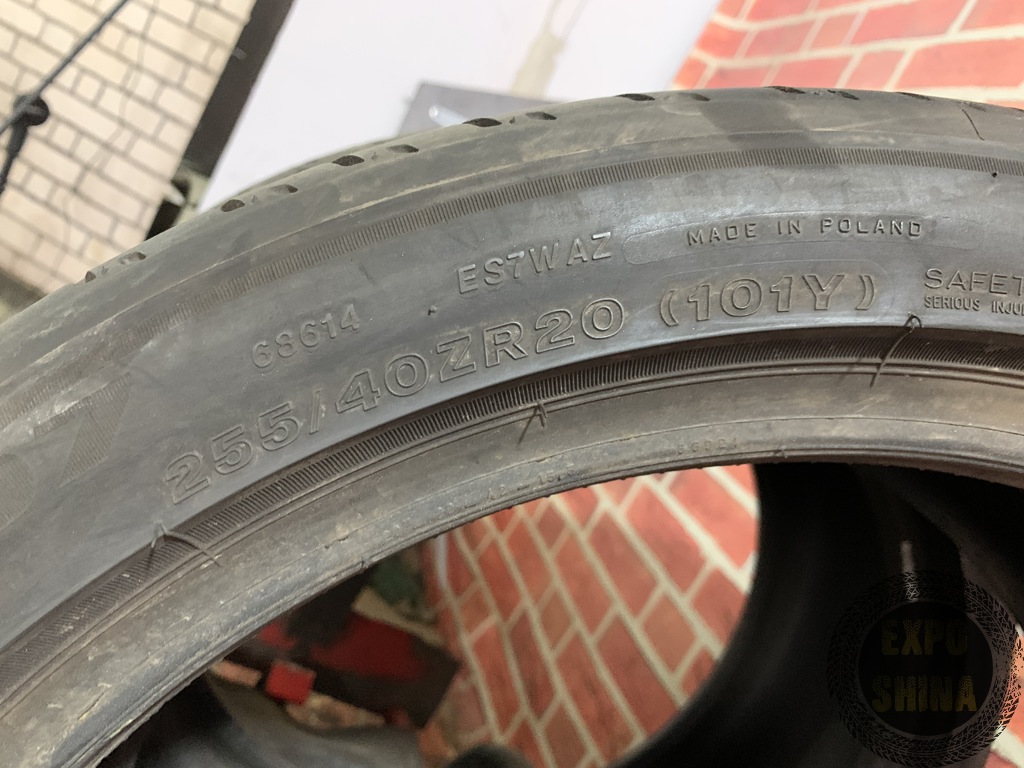 MADE IN POLAND
ES7WAZ
68614
255/40ZR20 (101Y)
SAFET
SERIOUS INJU
EXPO
SHINA